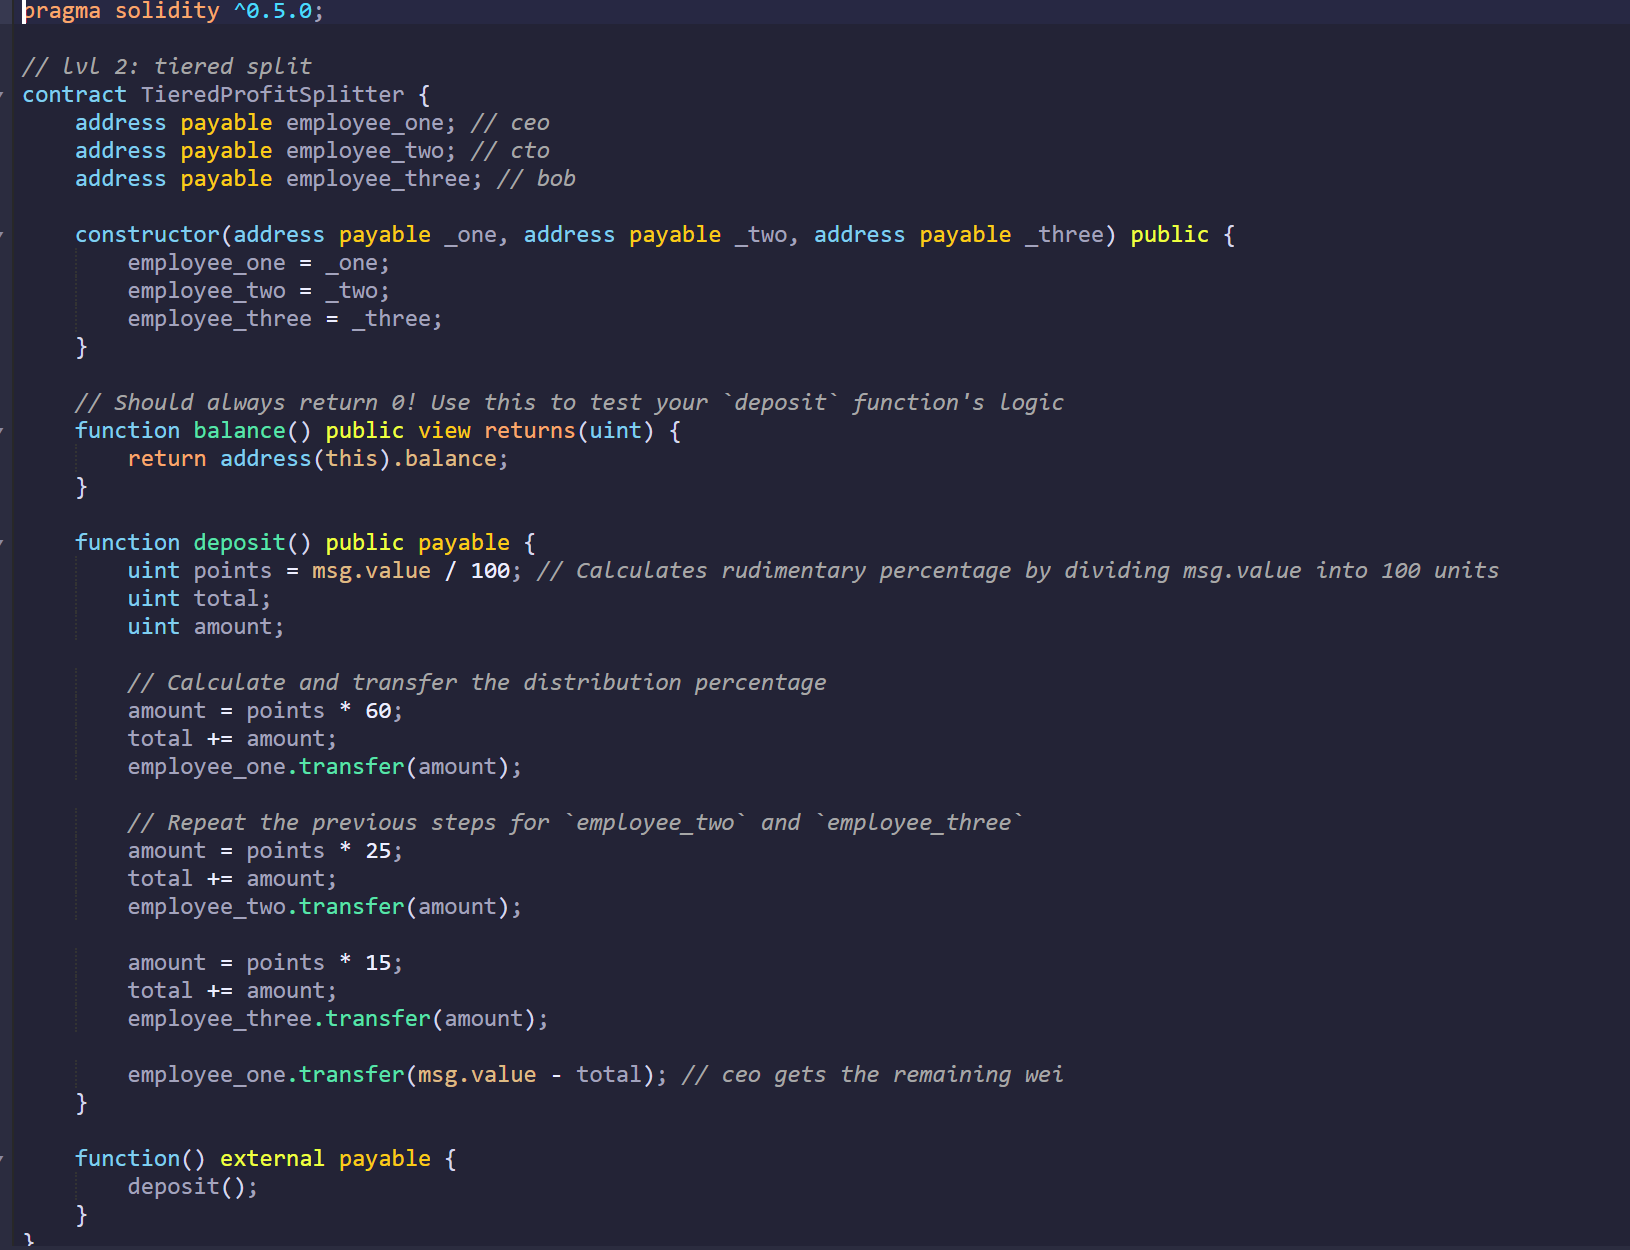 pragma solidity ^0.5.0;
// lvl 2: tiered split
contract TieredProfitSplitter {
address payable employee_one; // ceo
address payable employee_two; // cto
address payable employee_three; // bob
constructor(address payable _one, address payable _two, address payable _three) public {
employee_one = _one;
employee_two = _two;
employee_three = _three;
}
// Should always return 0! Use this to test your `deposit` function's logic
function balance() public view returns(uint) {
return address(this).balance;
}
function deposit() public payable {
uint points = msg.value / 100; // Calculates rudimentary percentage by dividing msg.value into 100 units
uint total;
uint amount;
// Calculate and transfer the distribution percentage
amount = points * 60;
total += amount;
employee_one.transfer(amount);
// Repeat the previous steps for `employee_two` and `employee_three`
amount = points * 25;
total += amount;
employee_two.transfer(amount);
amount = points * 15;
total += amount;
employee_three.transfer(amount);
employee_one.transfer(msg.value - total); // ceo gets the remaining wei
}
function() external payable {
deposit();
}
}